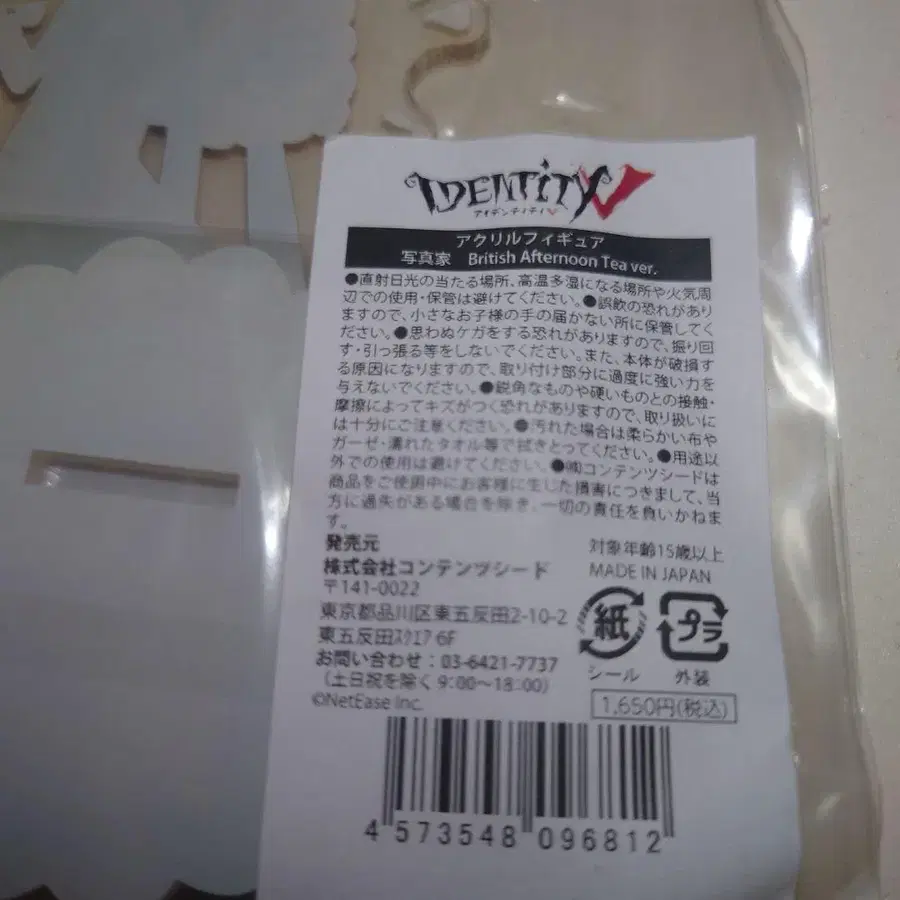 IDENTITY V
アイデンティティV
アクリルフィギュア
写真家 British Afternoon Tea ver.
●直射日光の当たる場所、高温多湿になる場所や火気周
辺での使用・保管は避けてください。●誤飲の恐れがあり
ますので、小さなお子様の手の届かない所に保管してく
ださい。●思わぬケガをする恐れがありますので、振り回
す・引っ張る等をしないでください。また、本体が破損す
る原因になりますので、取り付け部分に過度に強い力を
与えないでください。●鋭角なものや硬いものとの接触・
摩擦によってキズがつく恐れがありますので、取り扱いに
は十分にご注意ください。●汚れた場合は柔らかい布や
ガーゼ・濡れたタオル等で拭きとってください。●用途以
外での使用は避けてください。●㈱コンテンツシードは
商品をご使用中にお客様に生じた損害につきまして、当
方に過失がある場合を除き、一切の責任を負いかねま
す。
発売元
株式会社コンテンツシード
〒141-0022
東京都品川区東五反田2-10-2
東五反田ｽｸｴｱ 6F
お問い合わせ：03-6421-7737
（土日祝を除く 9:00～18:00）
©NetEase Inc.
対象年齢15歳以上
MADE IN JAPAN
紙
シール
プラ
外装
1,650円(税込)
4 573548 096812